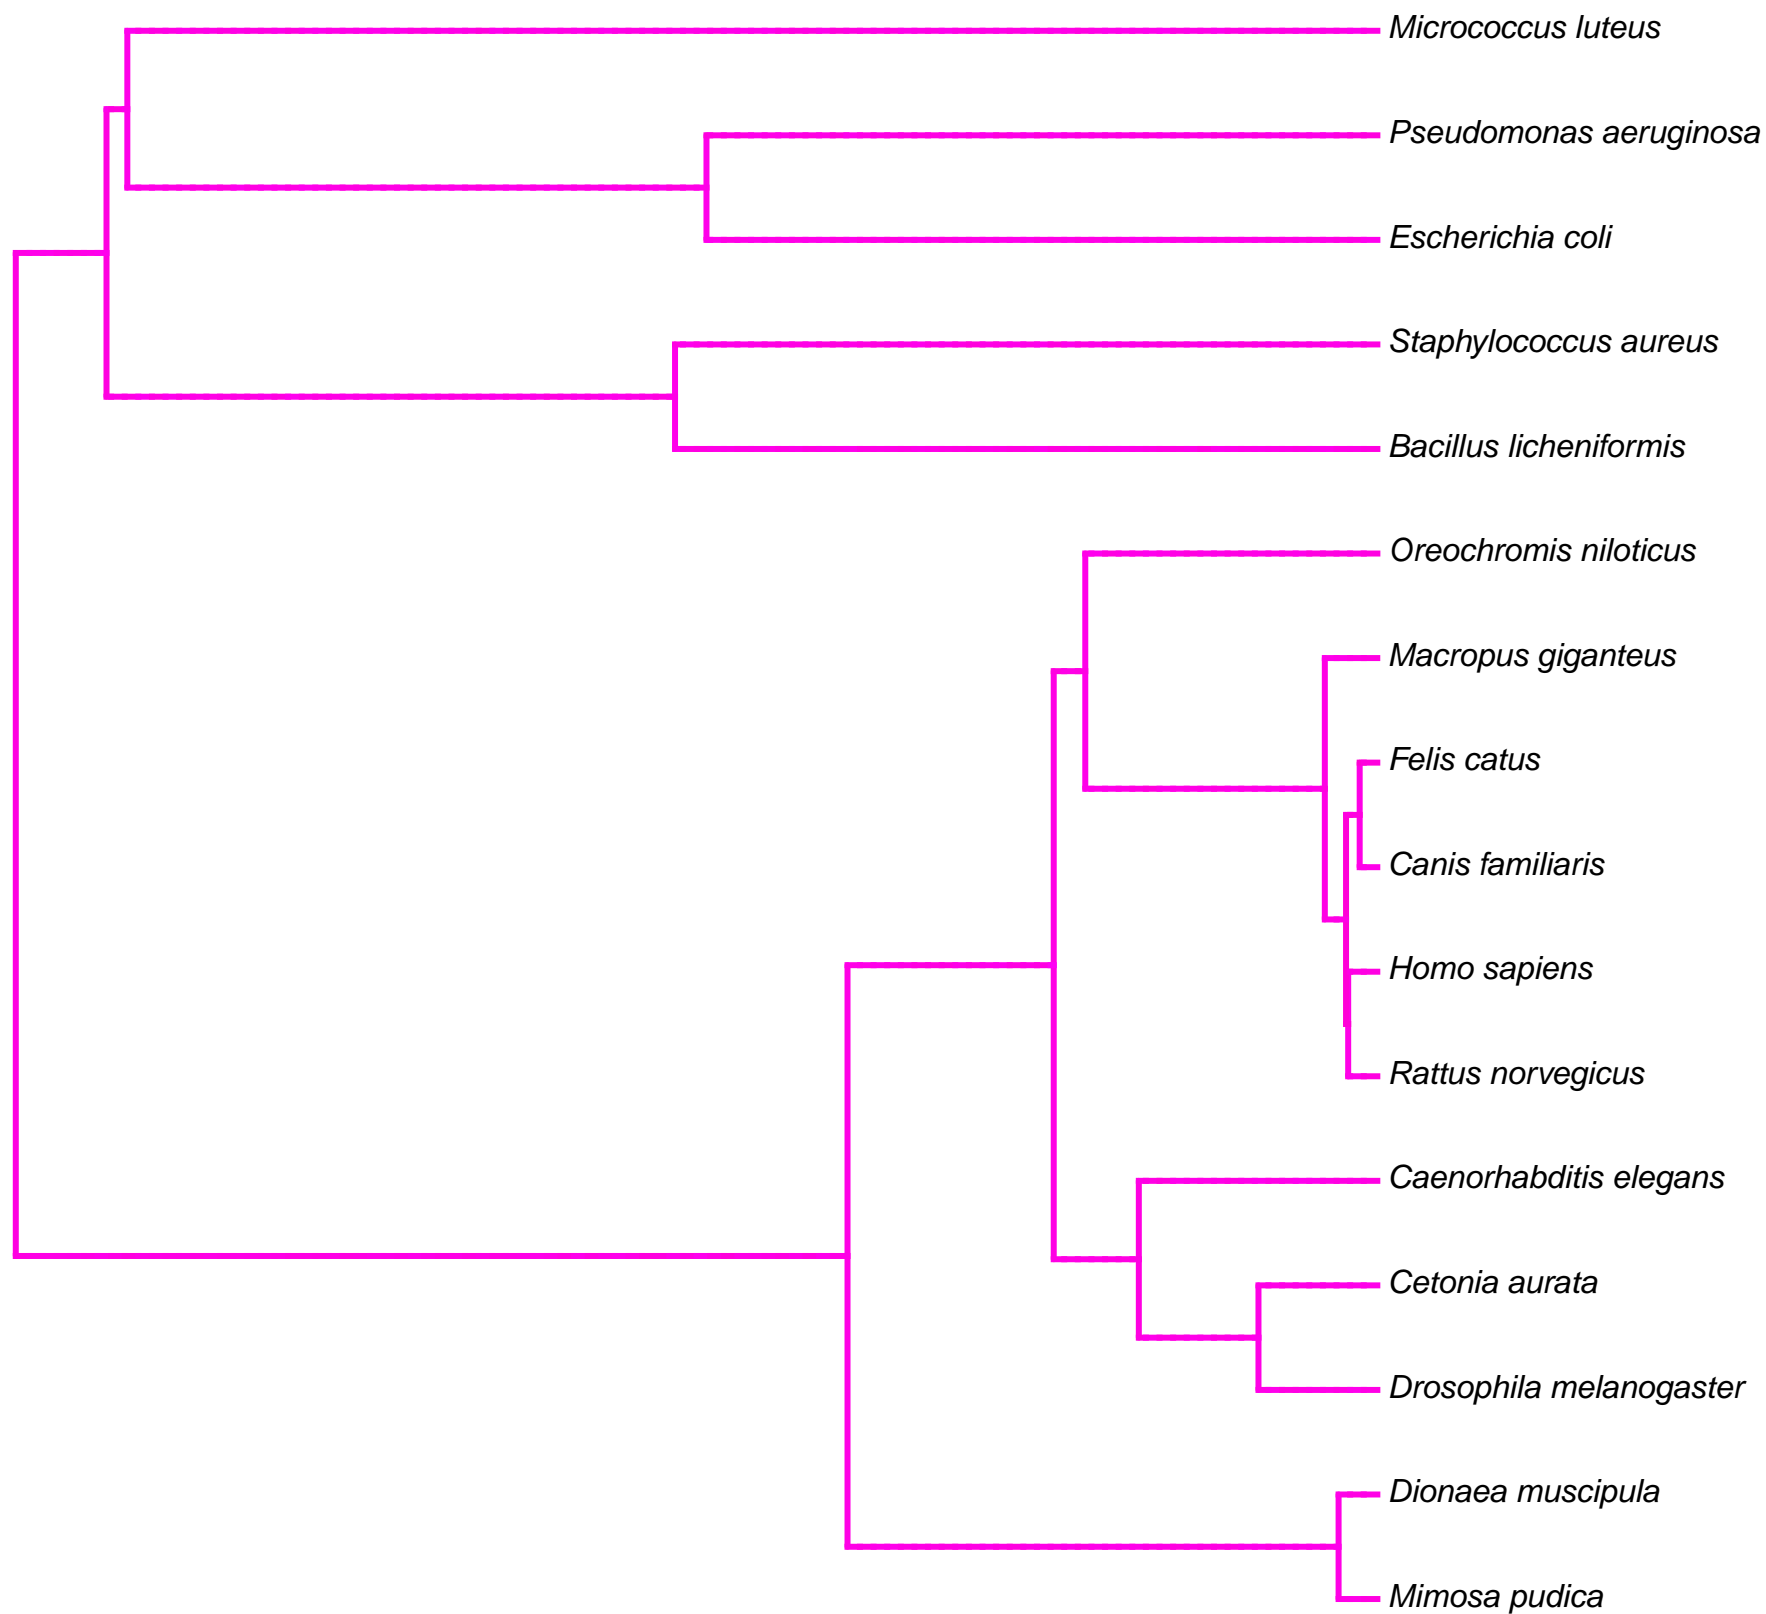 Micrococcus luteus
Pseudomonas aeruginosa
Escherichia coli
Staphylococcus aureus
Bacillus licheniformis
Oreochromis niloticus
Macropus giganteus
Felis catus
Canis familiaris
Homo sapiens
Rattus norvegicus
Caenorhabditis elegans
Cetonia aurata
Drosophila melanogaster
Dionaea muscipula
Mimosa pudica